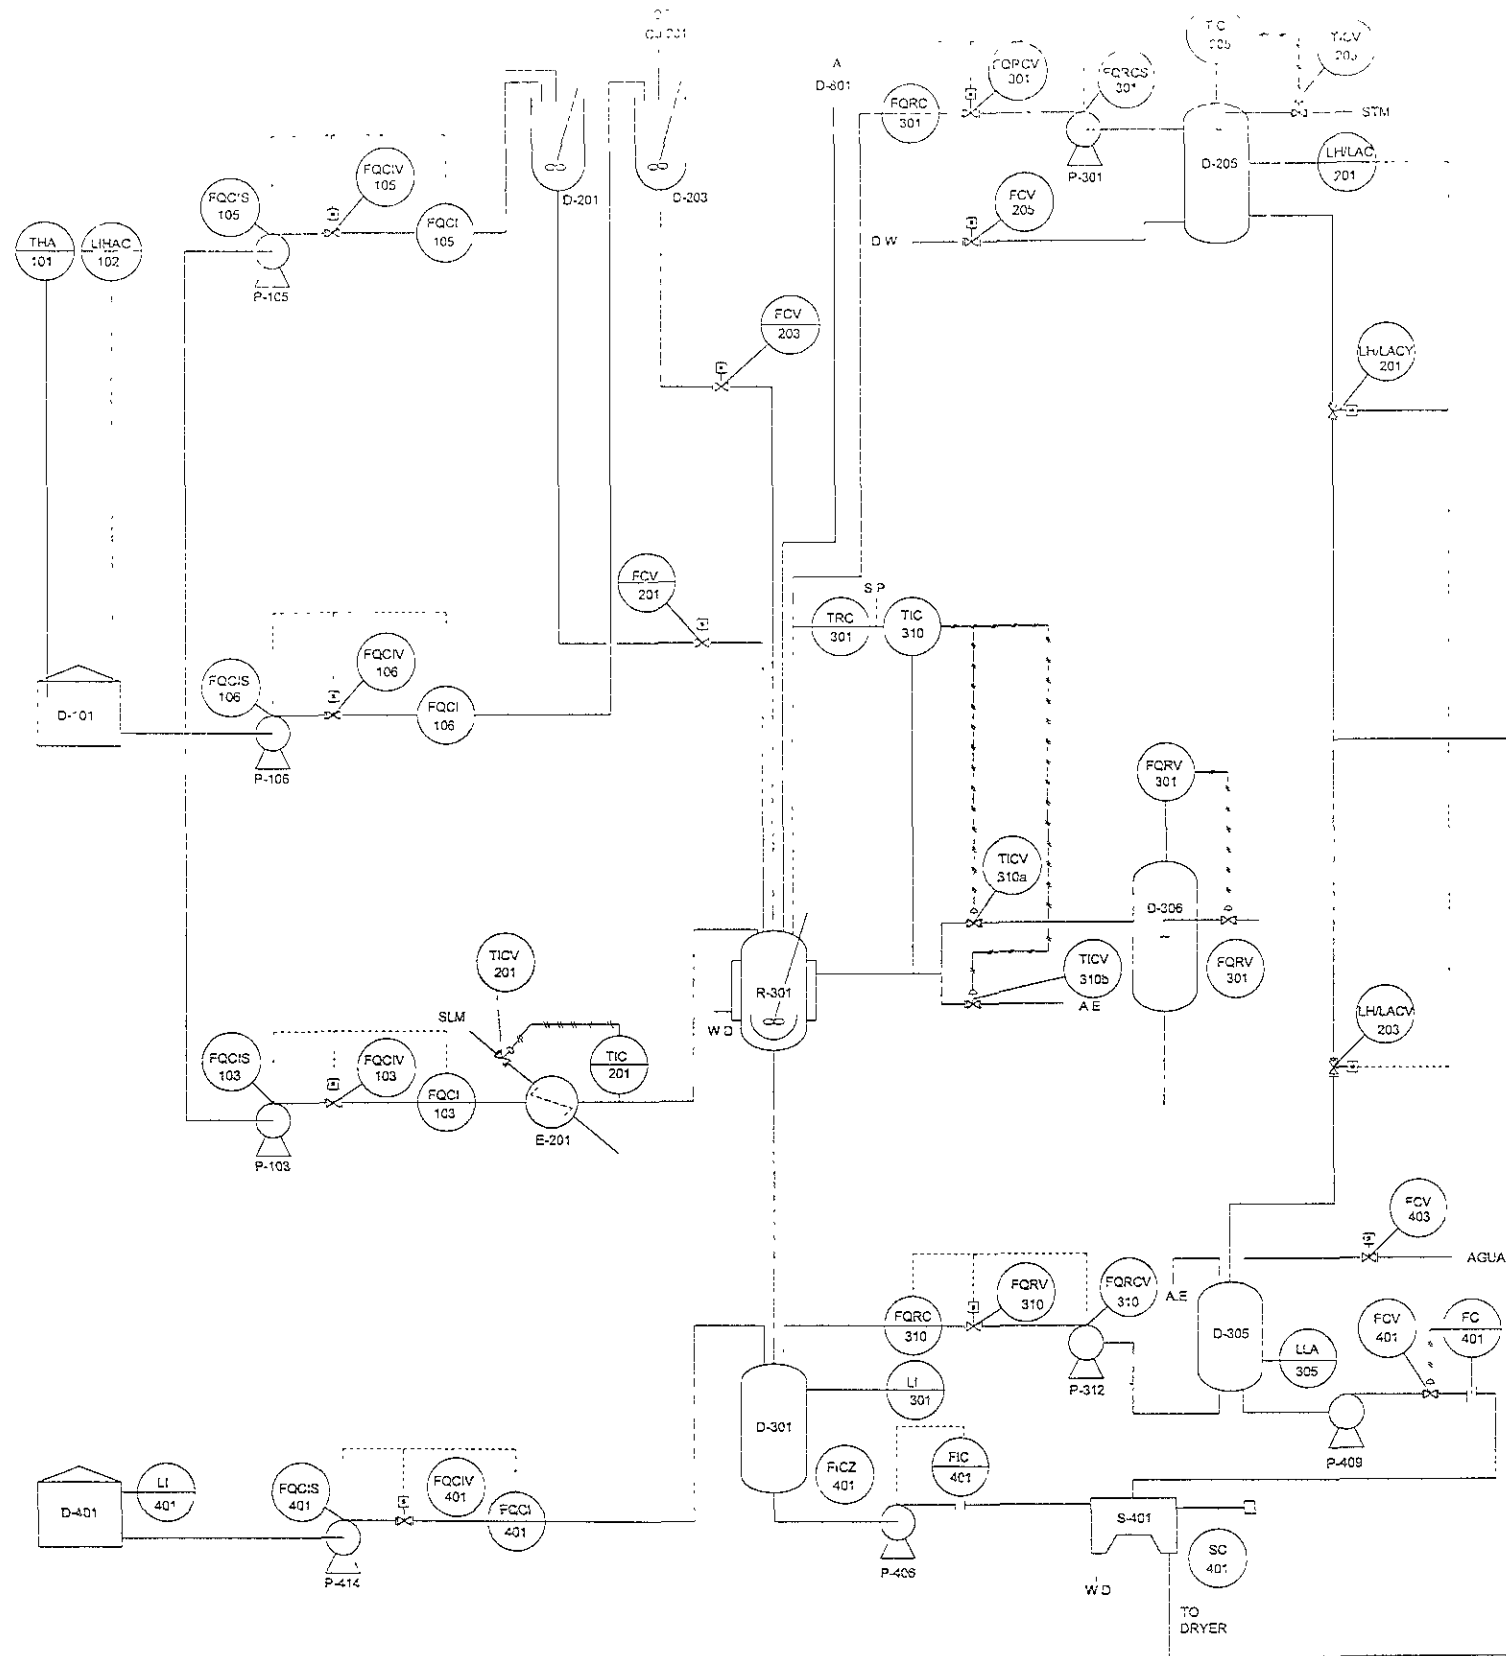 A
D-601
FQRC
301
301
301
P-301
STM
D-205
LH/LAC
201
FQCIV
105
105
FQCI
105
P-105
D-201
D-203
THA
101
LIHAC
102
FCV
205
D W
FCV
203
LH/LACV
201
FCV
201
S P
TRC
301
TIC
310
D-101
FQCIS
106
FQCIV
106
FQCI
106
P-106
FQRV
301
TICV
310a
D-306
TICV
201
R-301
TICV
310b
FQRV
301
A E
W D
SLM
TIC
201
LH/LACV
203
FQCIS
103
FQCIV
103
FQCI
103
P-103
E-201
FCV
403
AGUA
A.E
FQRC
310
FQRV
310
FQRCV
310
P-312
D-305
LLA
305
FCV
401
FC
401
P-409
LI
301
D-301
D-401
LI
401
FQCIS
401
FQCIV
401
FQCI
401
P-414
FICZ
401
FIC
401
P-406
S-401
SC
401
W D
TO
DRYER